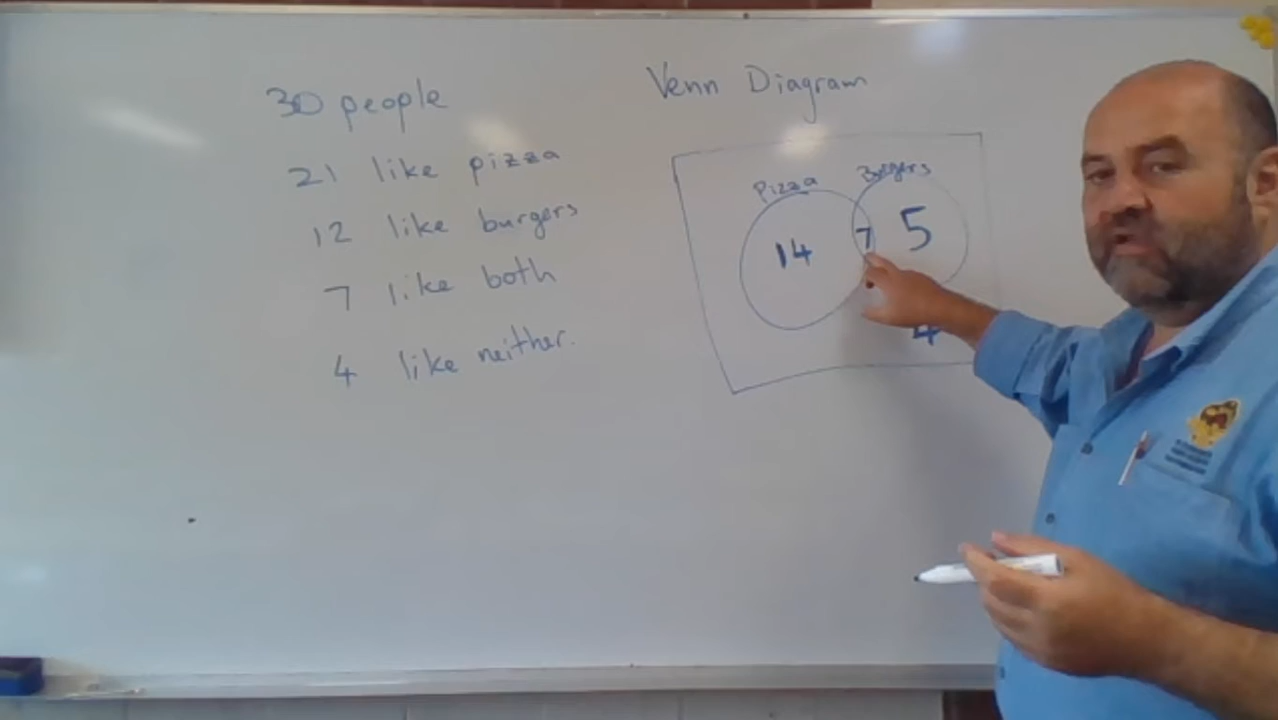 30 people
21 like pizza
12 like burgers
7 like both
4 like neither.
Venn Diagram
Pizza
Burgers
14
7
5
4